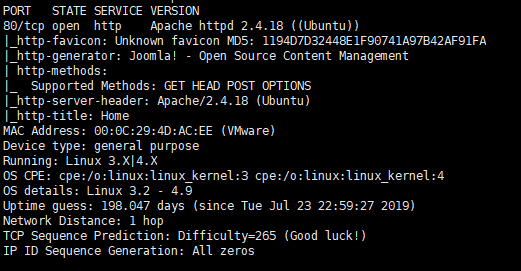 PORT   STATE SERVICE VERSION
80/tcp open  http    Apache httpd 2.4.18 ((Ubuntu))
|_http-favicon: Unknown favicon MD5: 1194D7D32448E1F90741A97B42AF91FA
|_http-generator: Joomla! - Open Source Content Management
| http-methods:
|_  Supported Methods: GET HEAD POST OPTIONS
|_http-server-header: Apache/2.4.18 (Ubuntu)
|_http-title: Home
MAC Address: 00:0C:29:4D:AC:EE (VMware)
Device type: general purpose
Running: Linux 3.X|4.X
OS CPE: cpe:/o:linux:linux_kernel:3 cpe:/o:linux:linux_kernel:4
OS details: Linux 3.2 - 4.9
Uptime guess: 198.047 days (since Tue Jul 23 22:59:27 2019)
Network Distance: 1 hop
TCP Sequence Prediction: Difficulty=265 (Good luck!)
IP ID Sequence Generation: All zeros